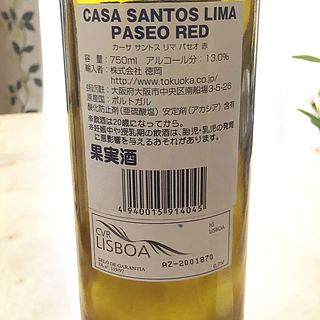 CASA SANTOS LIMA
PASEO RED
カーサ サントス リマ パセオ 赤
容量：750ml アルコール分：13.0%
輸入者：株式会社 徳岡
http://www.tokuoka.co.jp/
大阪府大阪市中央区南船場3-5-26
原産国：ポルトガル
酸化防止剤（亜硫酸塩）安定剤（アカシア）含有
※飲酒は20歳になってから。
※妊娠中や授乳期の飲酒は、胎児・乳児の発育
に悪影響を与えるおそれがあります。
果実酒
4 940015 914045
CVR
LISBOA
IG
LISBOA
SELO DE GARANTIA
AZ-2001870
0,75ℓ